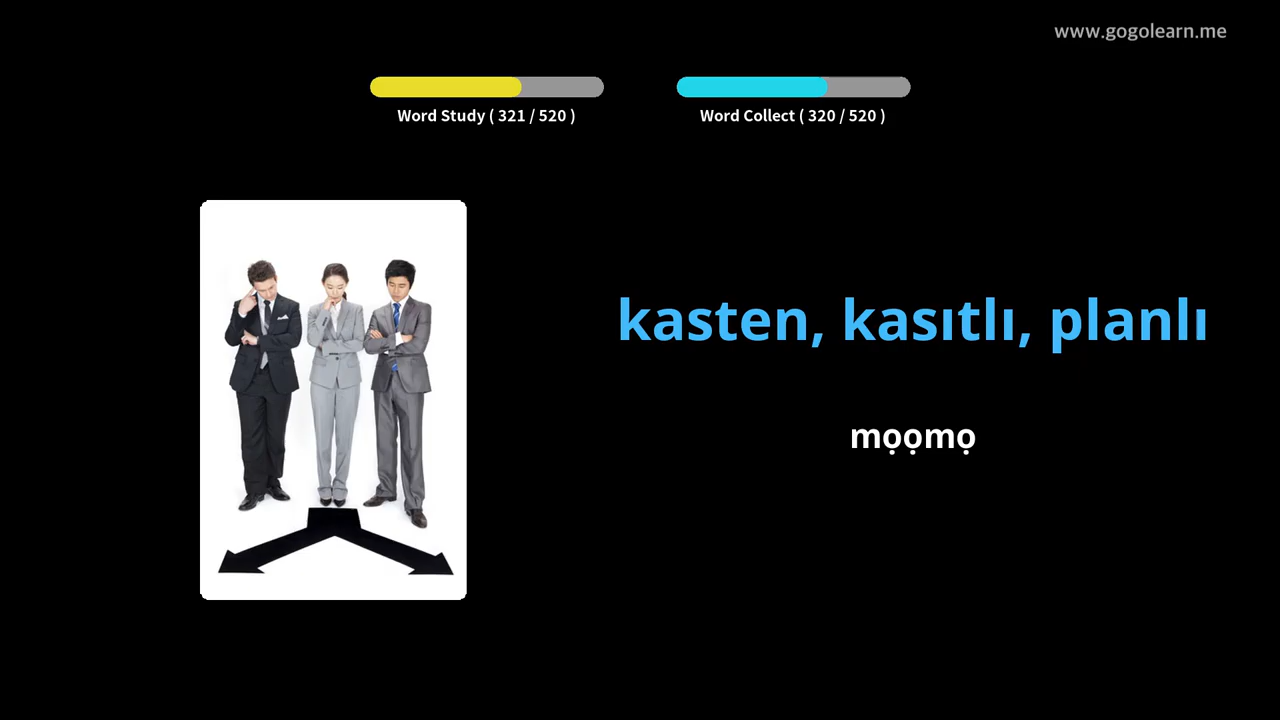 www.gogolearn.me
Word Study ( 321 / 520 )
Word Collect ( 320 / 520 )
kasten, kasıtlı, planlı
mọọmọ